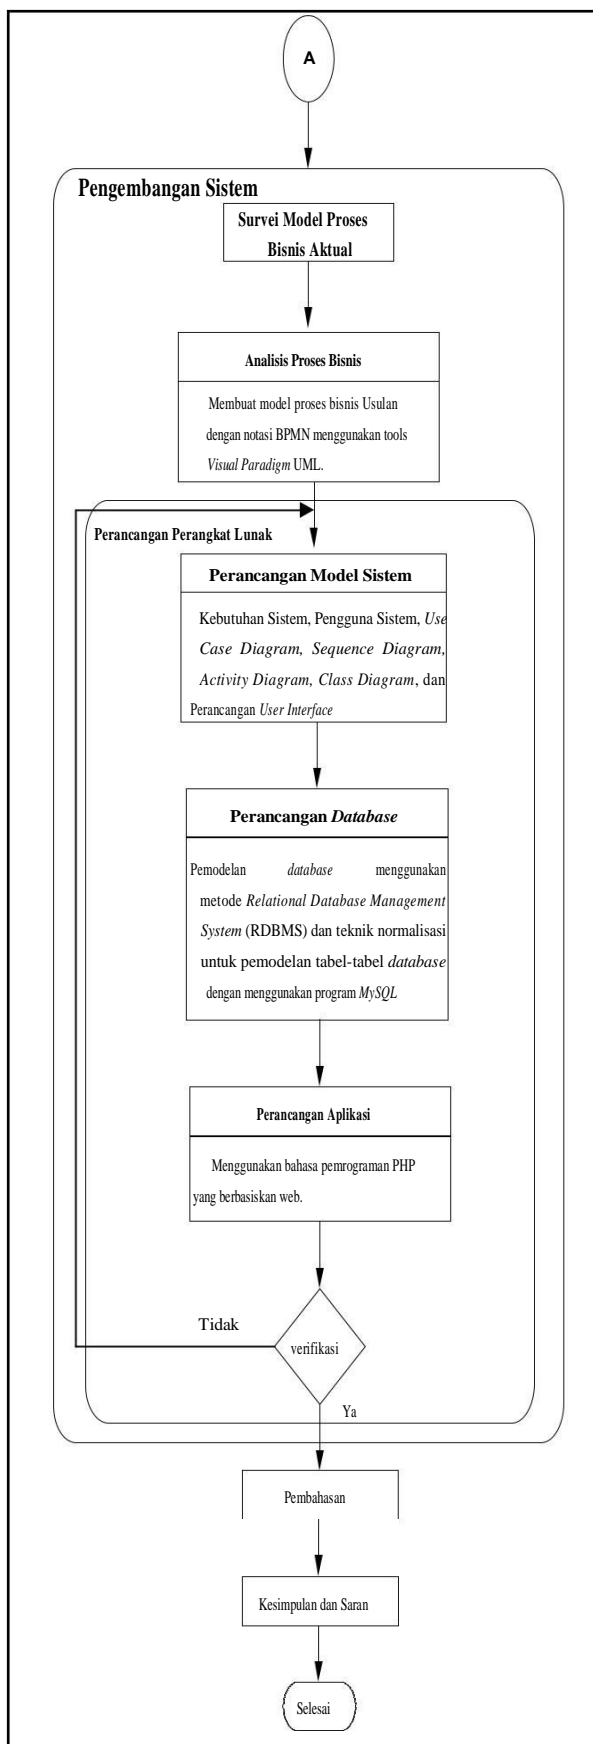 A
Pengembangan Sistem
Survei Model Proses
Bisnis Aktual
Analisis Proses Bisnis
Membuat model proses bisnis Usulan
dengan notasi BPMN menggunakan tools
Visual Paradigm UML.
Perancangan Perangkat Lunak
Perancangan Model Sistem
Kebutuhan Sistem, Pengguna Sistem, Use
Case Diagram, Sequence Diagram,
Activity Diagram, Class Diagram, dan
Perancangan User Interface
Perancangan Database
Pemodelan database menggunakan
metode Relational Database Management
System (RDBMS) dan teknik normalisasi
untuk pemodelan tabel-tabel database
dengan menggunakan program MySQL
Perancangan Aplikasi
Menggunakan bahasa pemrograman PHP
yang berbasiskan web.
Tidak
verifikasi
Ya
Pembahasan
Kesimpulan dan Saran
Selesai